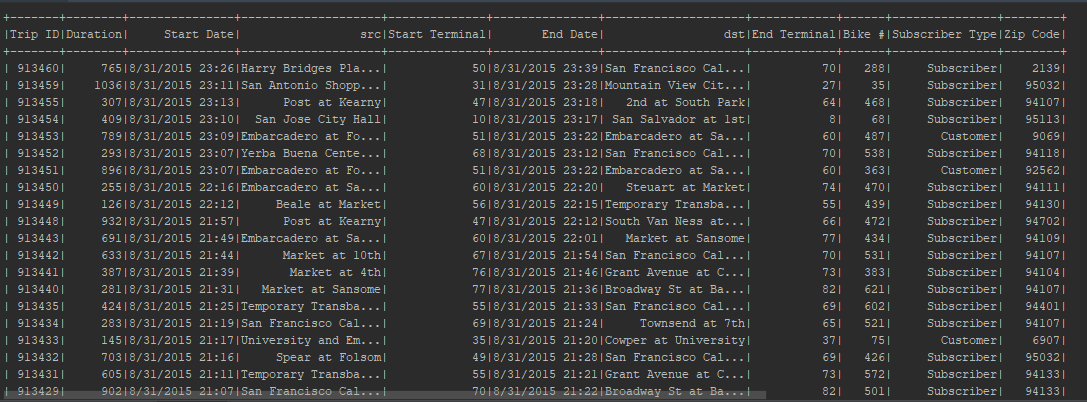 +-------+--------+---------------+--------------------+--------------+---------------+--------------------+------------+------+---------------+--------+
|Trip ID|Duration|     Start Date|                 src|Start Terminal|       End Date|                 dst|End Terminal|Bike #|Subscriber Type|Zip Code|
+-------+--------+---------------+--------------------+--------------+---------------+--------------------+------------+------+---------------+--------+
| 913460|     765|8/31/2015 23:26|Harry Bridges Pla...|            50|8/31/2015 23:39|San Francisco Cal...|          70|   288|     Subscriber|    2139|
| 913459|    1036|8/31/2015 23:11|San Antonio Shopp...|            31|8/31/2015 23:28|Mountain View Cit...|          27|    35|     Subscriber|   95032|
| 913455|     307|8/31/2015 23:13|      Post at Kearny|            47|8/31/2015 23:18|   2nd at South Park|          64|   468|     Subscriber|   94107|
| 913454|     409|8/31/2015 23:10|  San Jose City Hall|            10|8/31/2015 23:17| San Salvador at 1st|           8|    68|     Subscriber|   95113|
| 913453|     789|8/31/2015 23:09|Embarcadero at Fo...|            51|8/31/2015 23:22|Embarcadero at Sa...|          60|   487|       Customer|    9069|
| 913452|     293|8/31/2015 23:07|Yerba Buena Cente...|            68|8/31/2015 23:12|San Francisco Cal...|          70|   538|     Subscriber|   94118|
| 913451|     896|8/31/2015 23:07|Embarcadero at Fo...|            51|8/31/2015 23:22|Embarcadero at Sa...|          60|   363|       Customer|   92562|
| 913450|     255|8/31/2015 22:16|Embarcadero at Sa...|            60|8/31/2015 22:20|   Steuart at Market|          74|   470|     Subscriber|   94111|
| 913449|     126|8/31/2015 22:12|     Beale at Market|            56|8/31/2015 22:15|Temporary Transba...|          55|   439|     Subscriber|   94130|
| 913448|     932|8/31/2015 21:57|      Post at Kearny|            47|8/31/2015 22:12|South Van Ness at...|          66|   472|     Subscriber|   94702|
| 913443|     691|8/31/2015 21:49|Embarcadero at Sa...|            60|8/31/2015 22:01|   Market at Sansome|          77|   434|     Subscriber|   94109|
| 913442|     633|8/31/2015 21:44|      Market at 10th|            67|8/31/2015 21:54|San Francisco Cal...|          70|   531|     Subscriber|   94107|
| 913441|     387|8/31/2015 21:39|       Market at 4th|            76|8/31/2015 21:46|Grant Avenue at C...|          73|   383|     Subscriber|   94104|
| 913440|     281|8/31/2015 21:31|   Market at Sansome|            77|8/31/2015 21:36|Broadway St at Ba...|          82|   621|     Subscriber|   94107|
| 913435|     424|8/31/2015 21:25|Temporary Transba...|            55|8/31/2015 21:33|San Francisco Cal...|          69|   602|     Subscriber|   94401|
| 913434|     283|8/31/2015 21:19|San Francisco Cal...|            69|8/31/2015 21:24|     Townsend at 7th|          65|   521|     Subscriber|   94107|
| 913433|     145|8/31/2015 21:17|University and Em...|            35|8/31/2015 21:20|Cowper at University|          37|    75|       Customer|    6907|
| 913432|     703|8/31/2015 21:16|     Spear at Folsom|            49|8/31/2015 21:28|San Francisco Cal...|          69|   426|     Subscriber|   95032|
| 913431|     605|8/31/2015 21:11|Temporary Transba...|            55|8/31/2015 21:21|Grant Avenue at C...|          73|   572|     Subscriber|   94133|
| 913429|     902|8/31/2015 21:07|San Francisco Cal...|            70|8/31/2015 21:22|Broadway St at Ba...|          82|   501|     Subscriber|   94133|